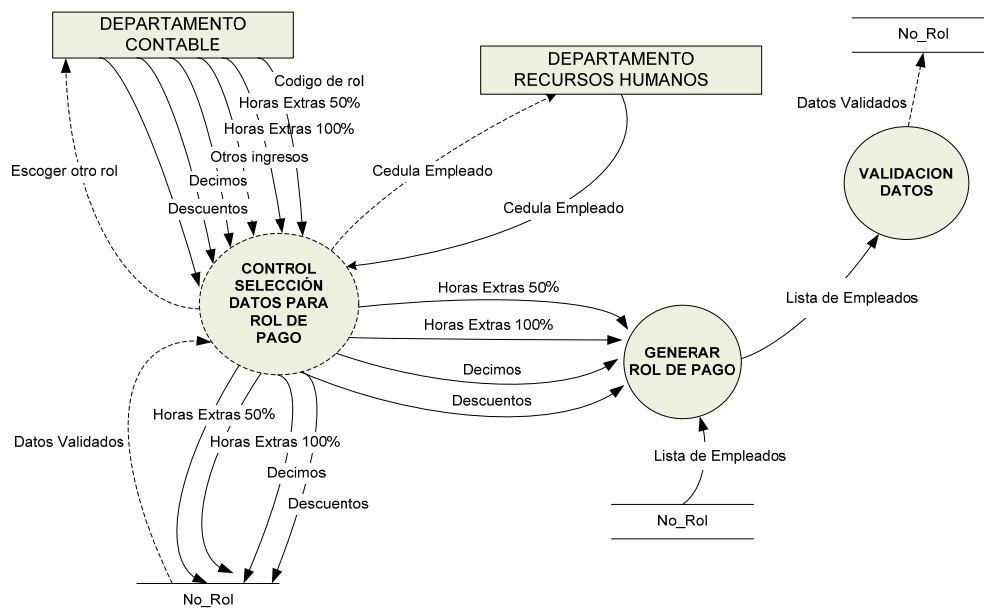 DEPARTAMENTO
CONTABLE
DEPARTAMENTO
RECURSOS HUMANOS
No_Rol
Codigo de rol
Horas Extras 50%
Horas Extras 100%
Otros ingresos
Decimos
Descuentos
Escoger otro rol
Cedula Empleado
Cedula Empleado
Datos Validados
VALIDACION
DATOS
CONTROL
SELECCIÓN
DATOS PARA
ROL DE
PAGO
Horas Extras 50%
Horas Extras 100%
Decimos
Descuentos
GENERAR
ROL DE PAGO
Lista de Empleados
Lista de Empleados
No_Rol
Datos Validados
Horas Extras 50%
Horas Extras 100%
Decimos
Descuentos
No_Rol